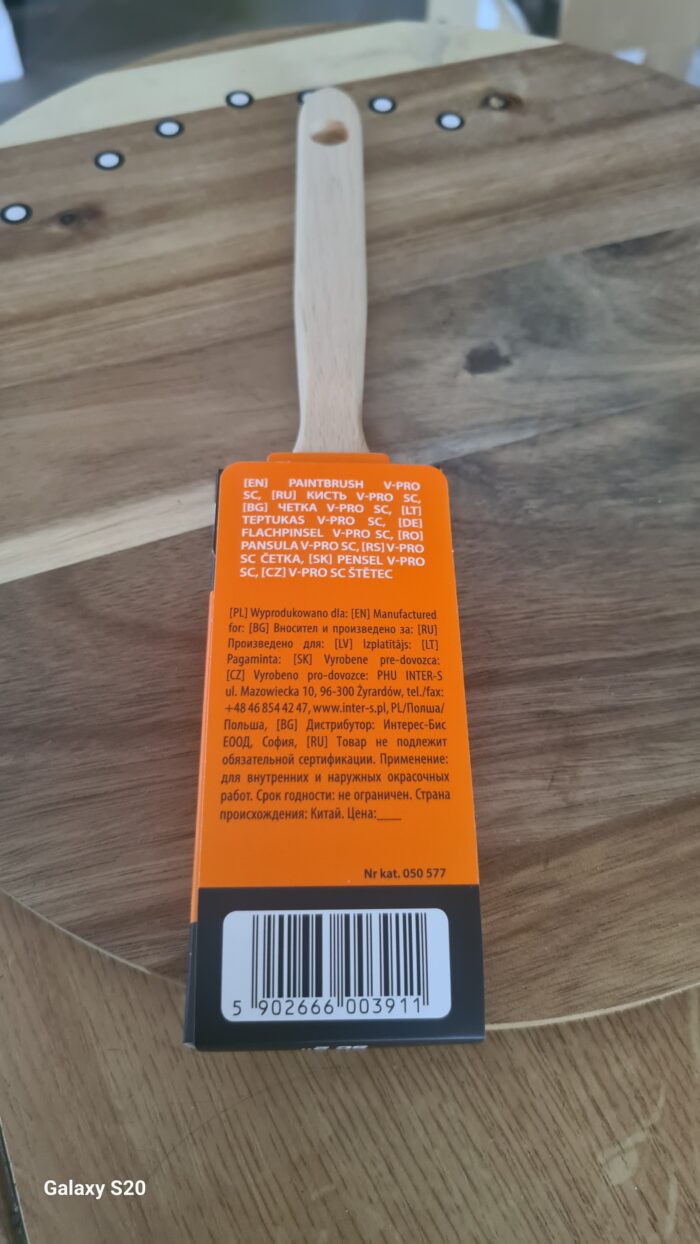 [EN] PAINTBRUSH V-PRO
SC, [RU] КИСТЬ V-PRO SC,
[BG] ЧЕТКА V-PRO SC, [LT]
TEPTUKAS V-PRO SC, [DE]
FLACHPINSEL V-PRO SC, [RO]
PANSULA V-PRO SC, [RS] V-PRO
SC ČETKA, [SK] PENSEL V-PRO
SC, [CZ] V-PRO SC ŠTĚTEC
[PL] Wyprodukowano dla: [EN] Manufactured
for: [BG] Вносител и произведено за: [RU]
Произведено для: [LV] Izplatītājs: [LT]
Pagaminta: [SK] Vyrobene pre-dovozca:
[CZ] Vyrobeno pro-dovozce: PHU INTER-S
ul. Mazowiecka 10, 96-300 Żyrardów, tel./fax:
+48 46 854 42 47, www.inter-s.pl, PL/Полша/
Польша, [BG] Дистрибутор: Интерес-Бис
ЕООД, София, [RU] Товар не подлежит
обязательной сертификации. Применение:
для внутренних и наружных окрасочных
работ. Срок годности: не ограничен. Страна
происхождения: Китай. Цена:____
Nr kat. 050 577
5 902666 003911
Galaxy S20